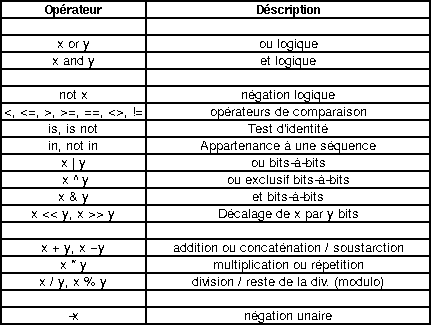 Opérateur Déscription
x or y ou logique
x and y et logique
not x négation logique
<, <=, >, >=, ==, <>, != opérateurs de comparaison
is, is not Test d'identité
in, not in Appartenance à une séquence
x | y ou bits-à-bits
x ^ y ou exclusif bits-à-bits
x & y et bits-à-bits
x << y, x >> y Décalage de x par y bits
x + y, x −y addition ou concaténation / soustarction
x * y multiplication ou répetition
x / y, x % y division / reste de la div. (modulo)
-x négation unaire